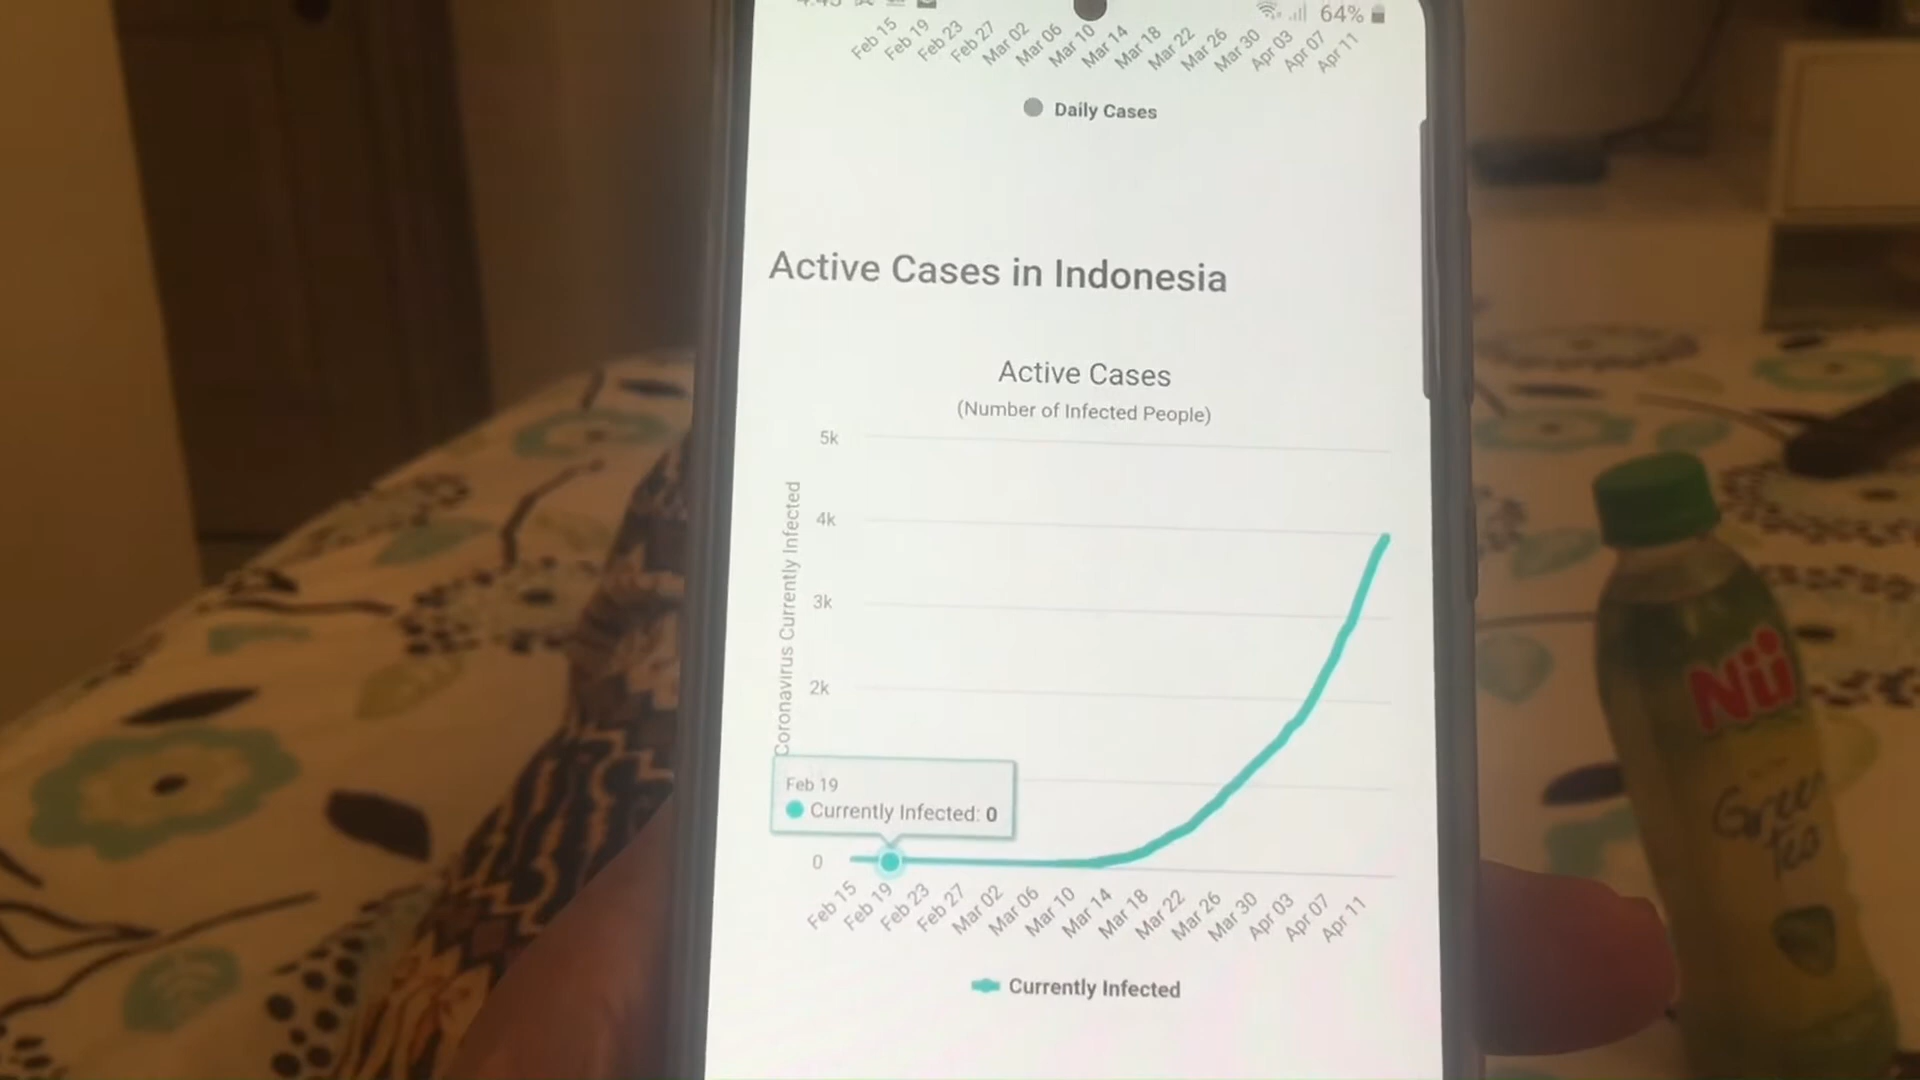 64%
Feb 15 Feb 19 Feb 23 Feb 27 Mar 02 Mar 06 Mar 10 Mar 14 Mar 18 Mar 22 Mar 26 Mar 30 Apr 03 Apr 07 Apr 11
Daily Cases
Active Cases in Indonesia
Active Cases
(Number of Infected People)
5k
4k
3k
2k
0
Coronavirus Currently Infected
Feb 19
Currently Infected: 0
Feb 15 Feb 19 Feb 23 Feb 27 Mar 02 Mar 06 Mar 10 Mar 14 Mar 18 Mar 22 Mar 26 Mar 30 Apr 03 Apr 07 Apr 11
Currently Infected
Nü
Green
Tea